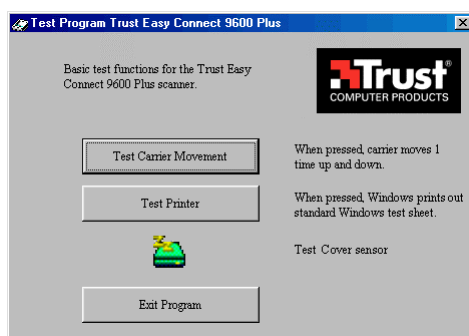 Test Program Trust Easy Connect 9600 Plus
Basic test functions for the Trust Easy
Connect 9600 Plus scanner.
Trust®
COMPUTER PRODUCTS
Test Carrier Movement
When pressed, carrier moves 1
time up and down.
Test Printer
When pressed, Windows prints out
standard Windows test sheet.
Test Cover sensor
Exit Program